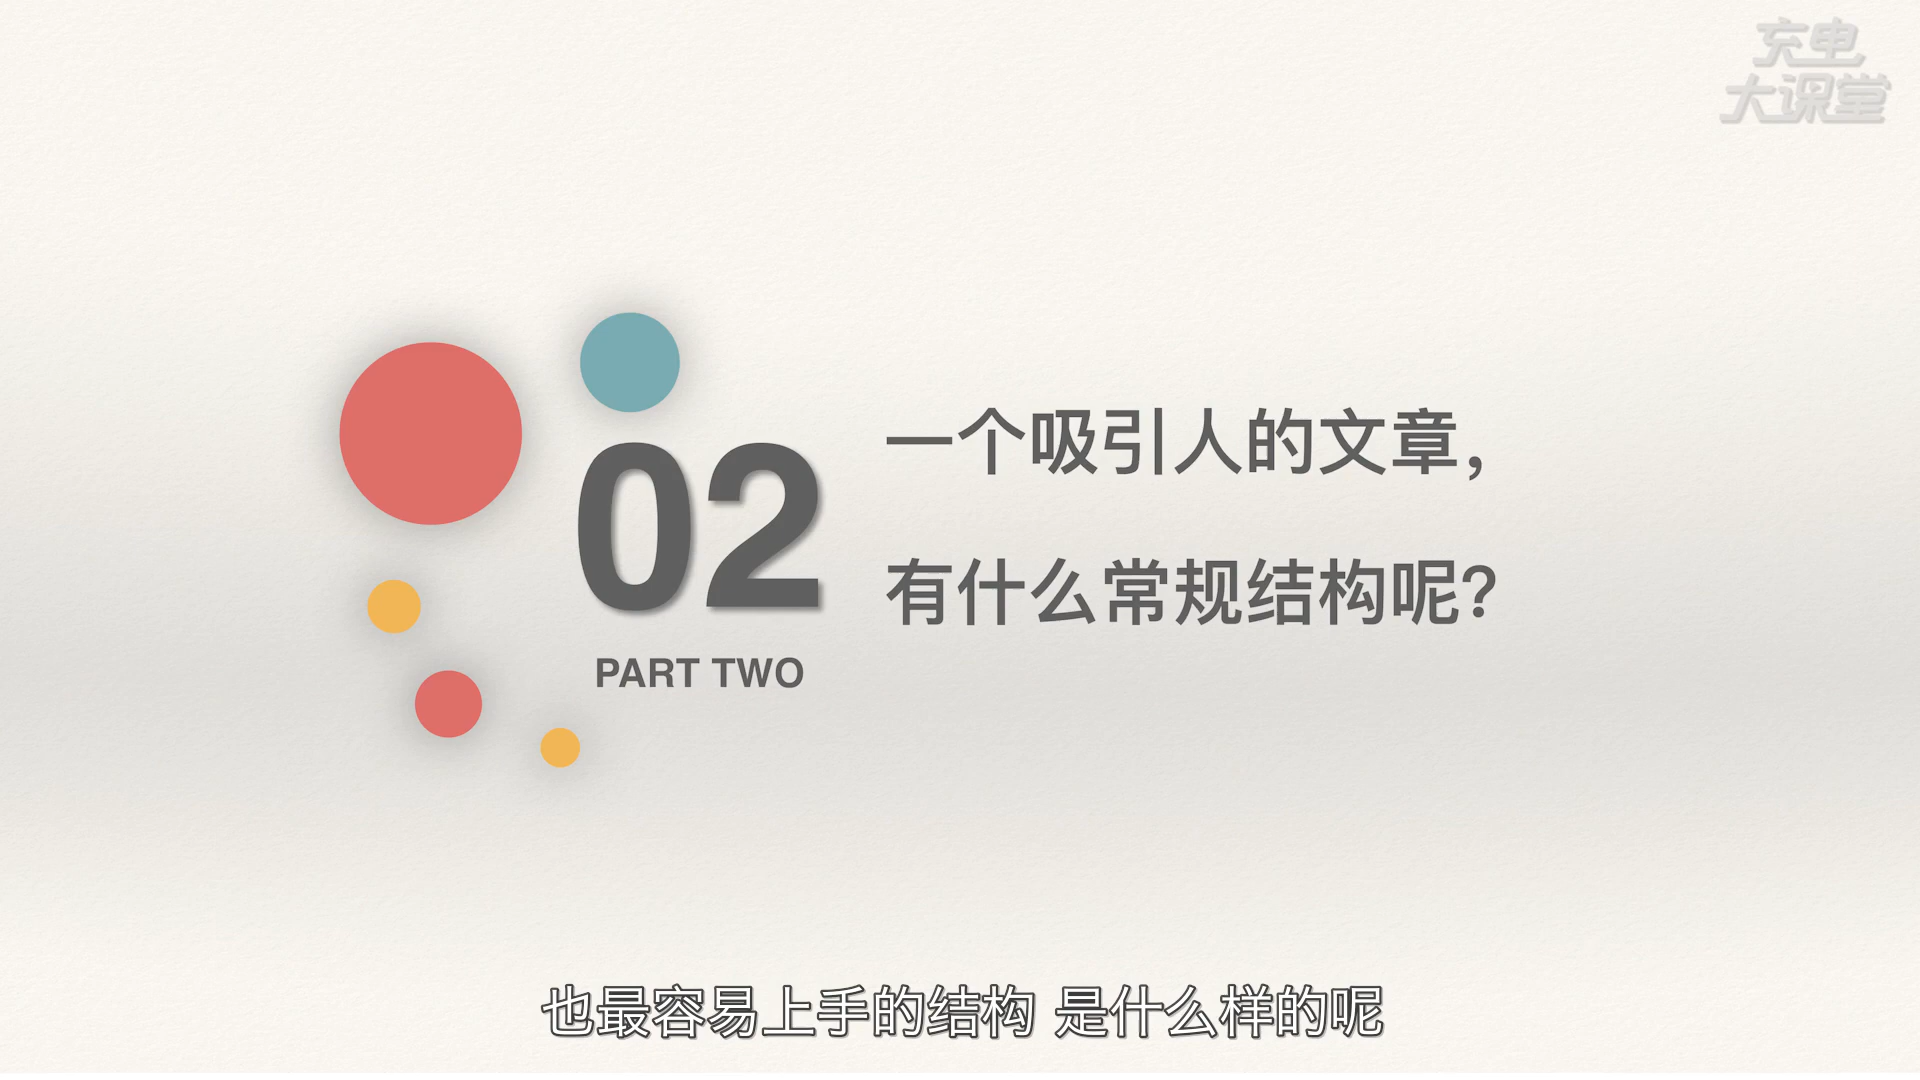 充电
大课堂
02
PART TWO
一个吸引人的文章，
有什么常规结构呢？
也最容易上手的结构 是什么样的呢